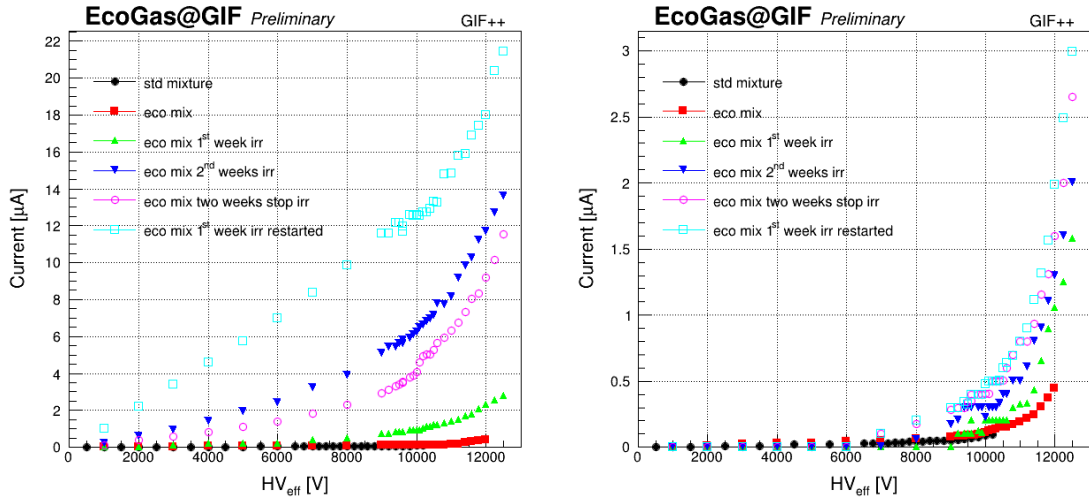 EcoGas@GIF Preliminary GIF++
22
20
18
16
14
12
10
8
6
4
2
0
Current [µA]
std mixture
eco mix
eco mix 1st week irr
eco mix 2nd weeks irr
eco mix two weeks stop irr
eco mix 1st week irr restarted
0 2000 4000 6000 8000 10000 12000
HVeff [V]
EcoGas@GIF Preliminary GIF++
3
2.5
2
1.5
1
0.5
0
Current [µA]
std mixture
eco mix
eco mix 1st week irr
eco mix 2nd weeks irr
eco mix two weeks stop irr
eco mix 1st week irr restarted
0 2000 4000 6000 8000 10000 12000
HVeff [V]